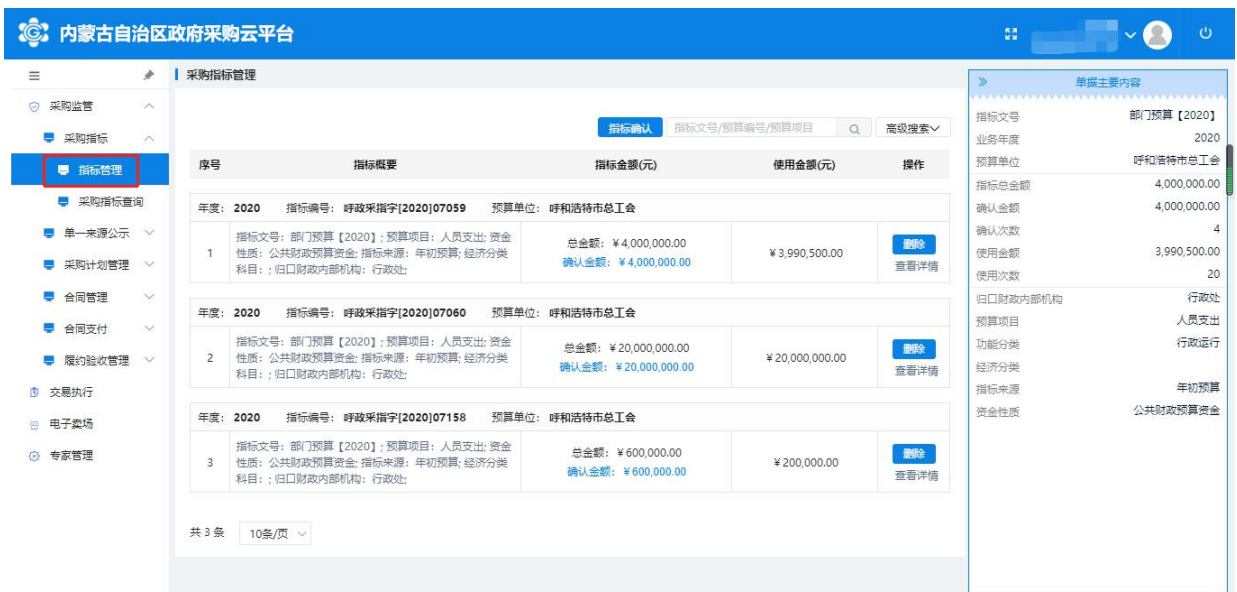 内蒙古自治区政府采购云平台
采购监管
采购指标
指标管理
采购指标查询
单一来源公示
采购计划管理
合同管理
合同支付
履约验收管理
交易执行
电子卖场
专家管理
采购指标管理
指标确认 指标文号/预算编号/预算项目 高级搜索
序号 指标概要 指标金额(元) 使用金额(元) 操作
年度: 2020 指标编号: 呼政采指字[2020]07059 预算单位: 呼和浩特市总工会
1
指标文号: 部门预算【2020】; 预算项目: 人员支出; 资金
性质: 公共财政预算资金; 指标来源: 年初预算; 经济分类
科目: ; 归口财政内部机构: 行政处;
总金额: ￥4,000,000.00
确认金额: ￥4,000,000.00
￥3,990,500.00
删除
查看详情
年度: 2020 指标编号: 呼政采指字[2020]07060 预算单位: 呼和浩特市总工会
2
指标文号: 部门预算【2020】; 预算项目: 人员支出; 资金
性质: 公共财政预算资金; 指标来源: 年初预算; 经济分类
科目: ; 归口财政内部机构: 行政处;
总金额: ￥20,000,000.00
确认金额: ￥20,000,000.00
￥20,000,000.00
删除
查看详情
年度: 2020 指标编号: 呼政采指字[2020]07158 预算单位: 呼和浩特市总工会
3
指标文号: 部门预算【2020】; 预算项目: 人员支出; 资金
性质: 公共财政预算资金; 指标来源: 年初预算; 经济分类
科目: ; 归口财政内部机构: 行政处;
总金额: ￥600,000.00
确认金额: ￥600,000.00
￥200,000.00
删除
查看详情
共 3 条 10条/页
单据主要内容
指标文号 部门预算【2020】
业务年度 2020
预算单位 呼和浩特市总工会
指标总金额 4,000,000.00
确认金额 4,000,000.00
确认次数 4
使用金额 3,990,500.00
使用次数 20
归口财政内部机构 行政处
预算项目 人员支出
功能分类 行政运行
经济分类
指标来源 年初预算
资金性质 公共财政预算资金